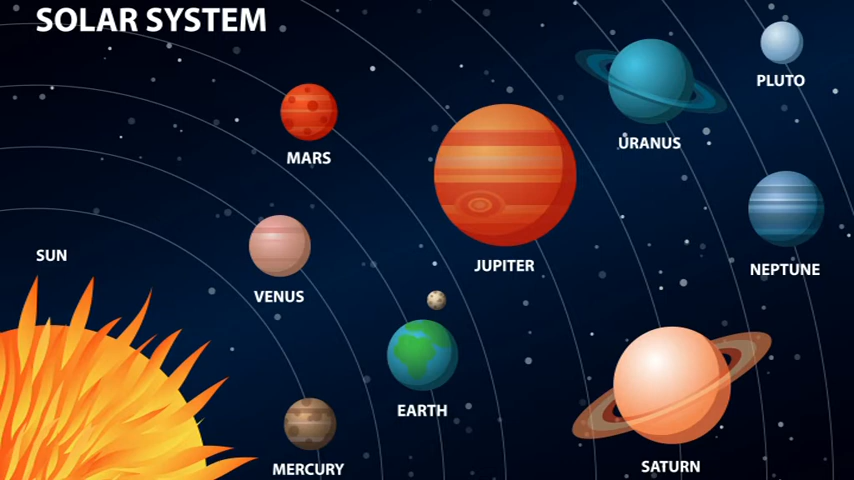 SOLAR SYSTEM
PLUTO
URANUS
MARS
SUN
JUPITER
NEPTUNE
VENUS
EARTH
MERCURY
SATURN